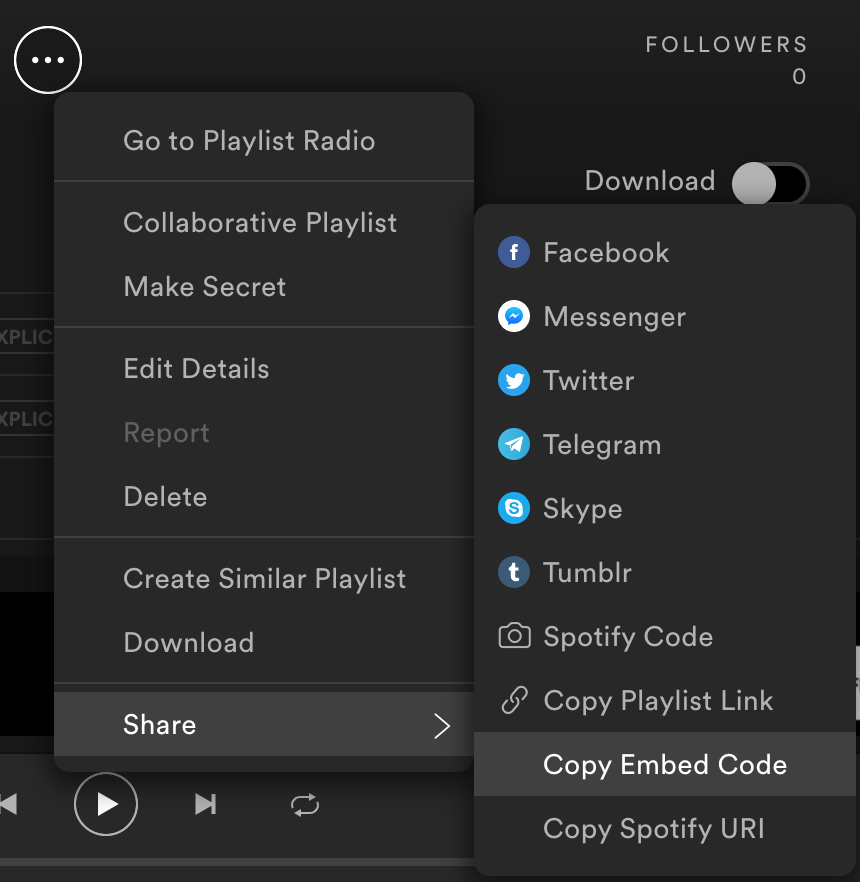 FOLLOWERS
0
Download
Go to Playlist Radio
Collaborative Playlist
Make Secret
Edit Details
Report
Delete
Create Similar Playlist
Download
Share
Facebook
Messenger
Twitter
Telegram
Skype
Tumblr
Spotify Code
Copy Playlist Link
Copy Embed Code
Copy Spotify URI
XPLIC
XPLIC